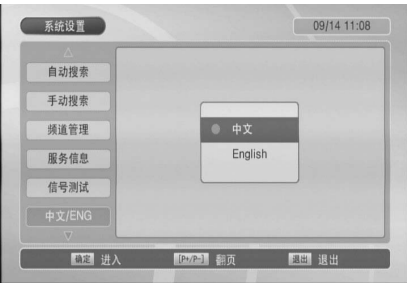 系统设置
09/14 11:08
自动搜索
手动搜索
频道管理
服务信息
信号测试
中文/ENG
中文
English
确定 进入 [P+/P-] 翻页 退出 退出